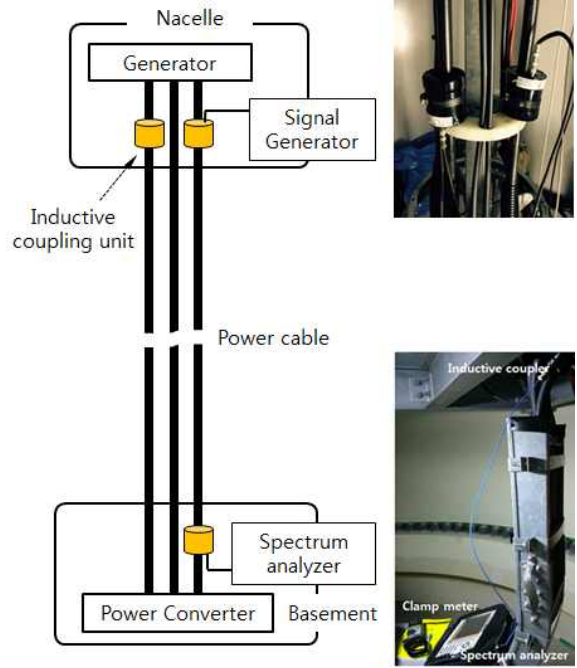 Nacelle
Generator
Signal
Generator
Inductive
coupling unit
Power cable
Inductive coupler
Spectrum
analyzer
Clamp meter
Power Converter
Basement
Spectrum analyzer